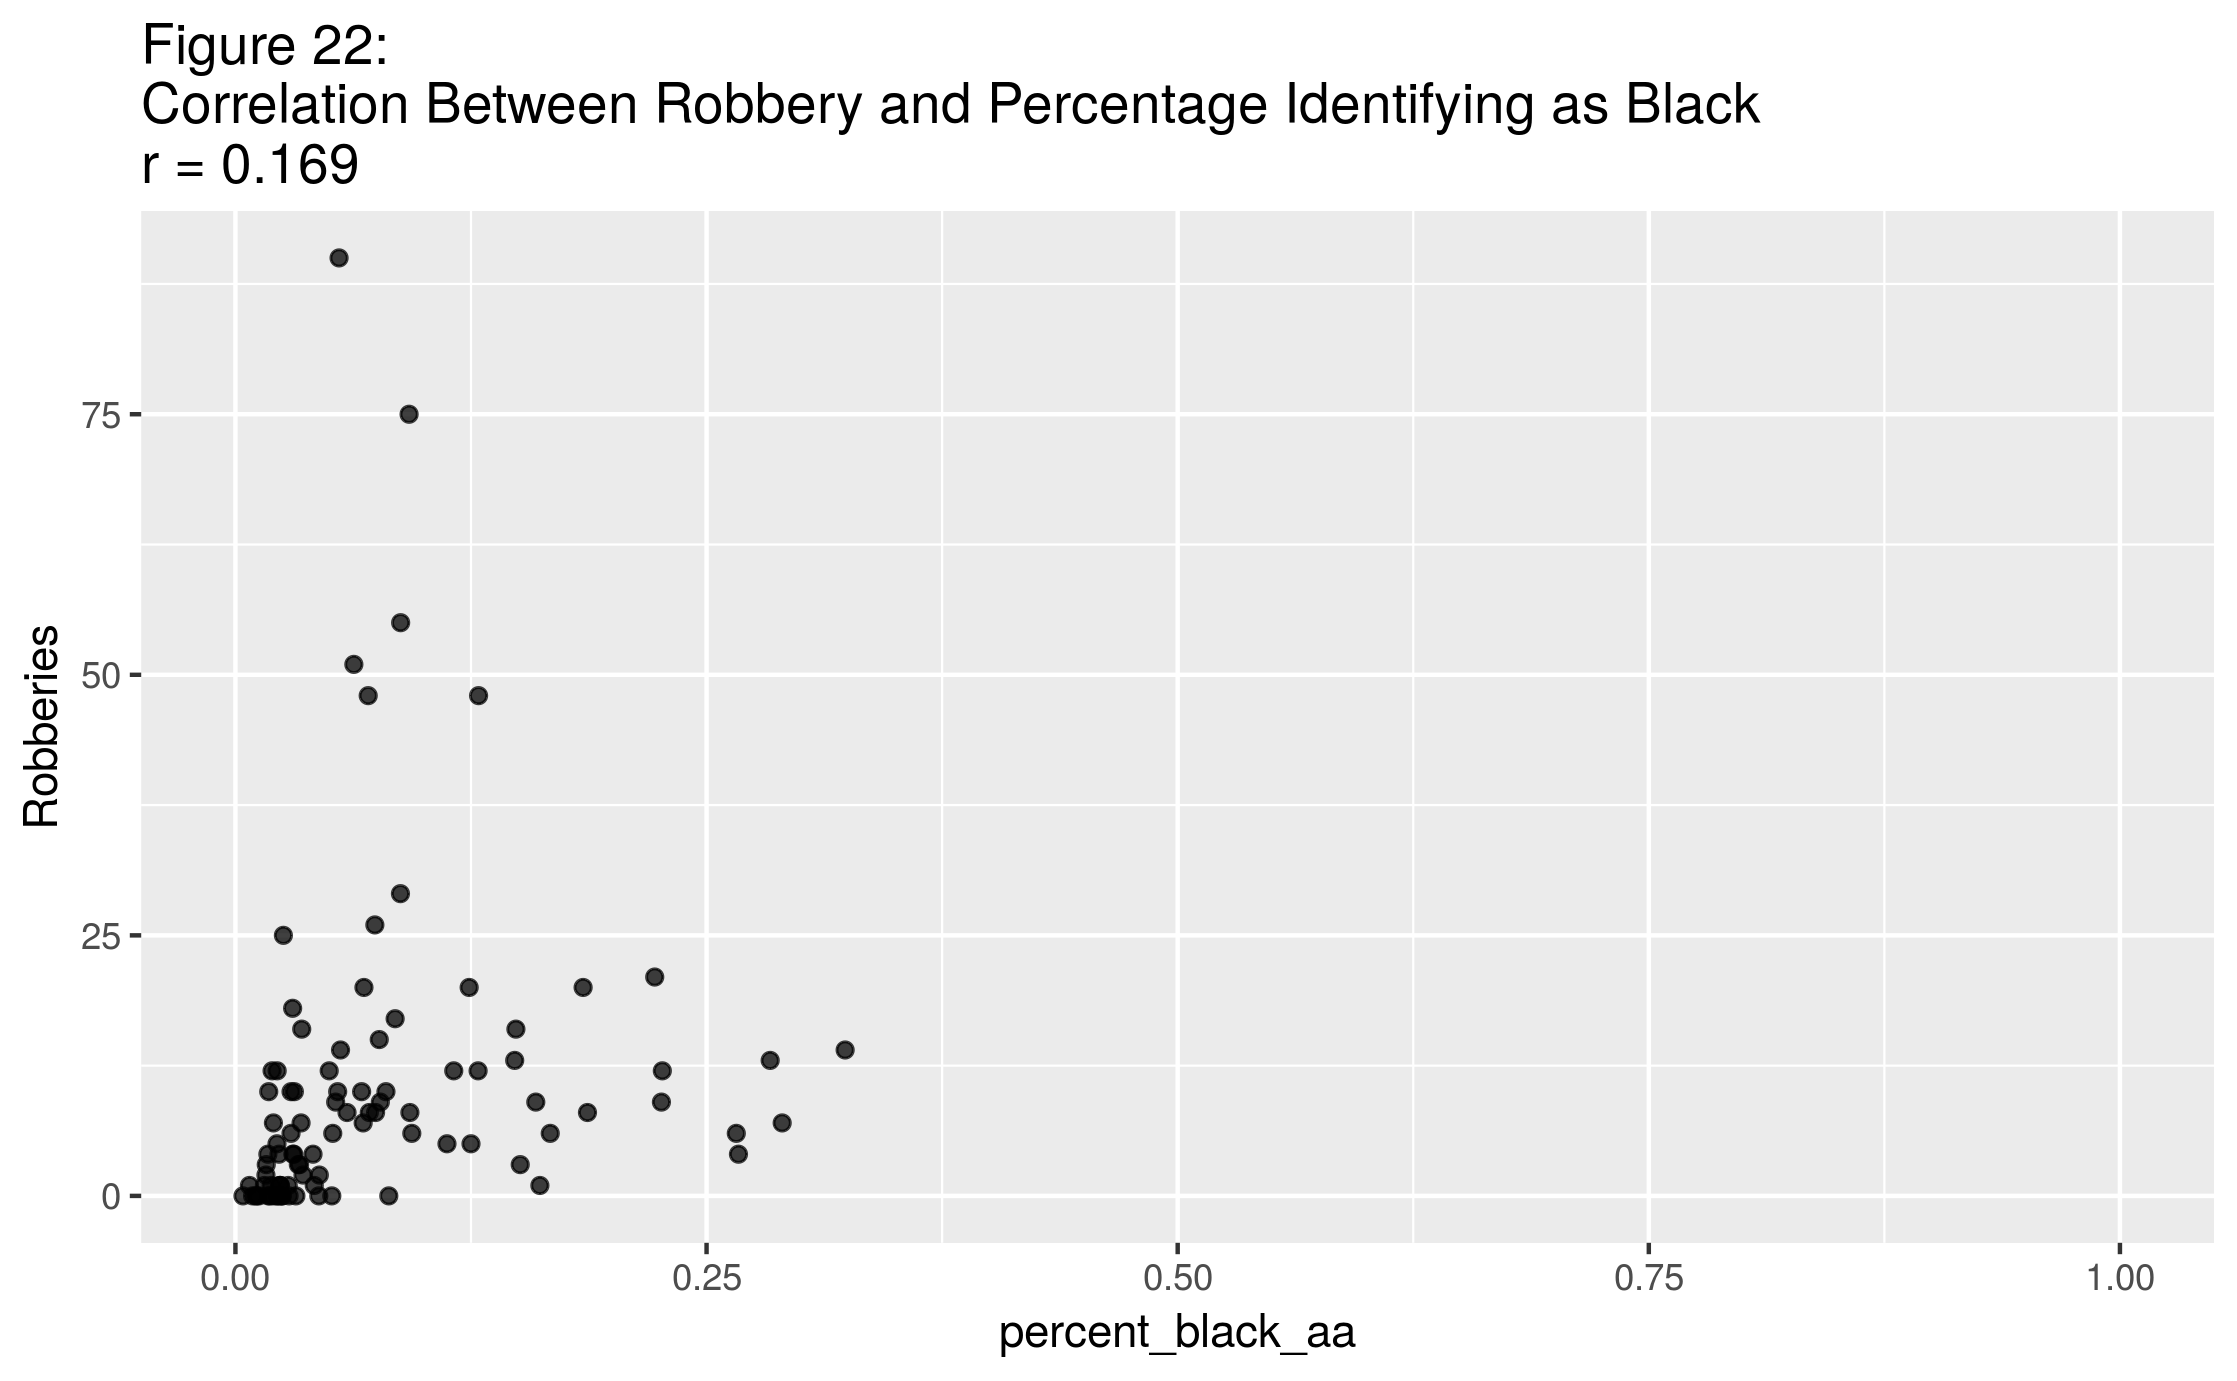 Figure 22:
Correlation Between Robbery and Percentage Identifying as Black
r = 0.169
Robberies
75
50
25
0
0.00 0.25 0.50 0.75 1.00
percent_black_aa